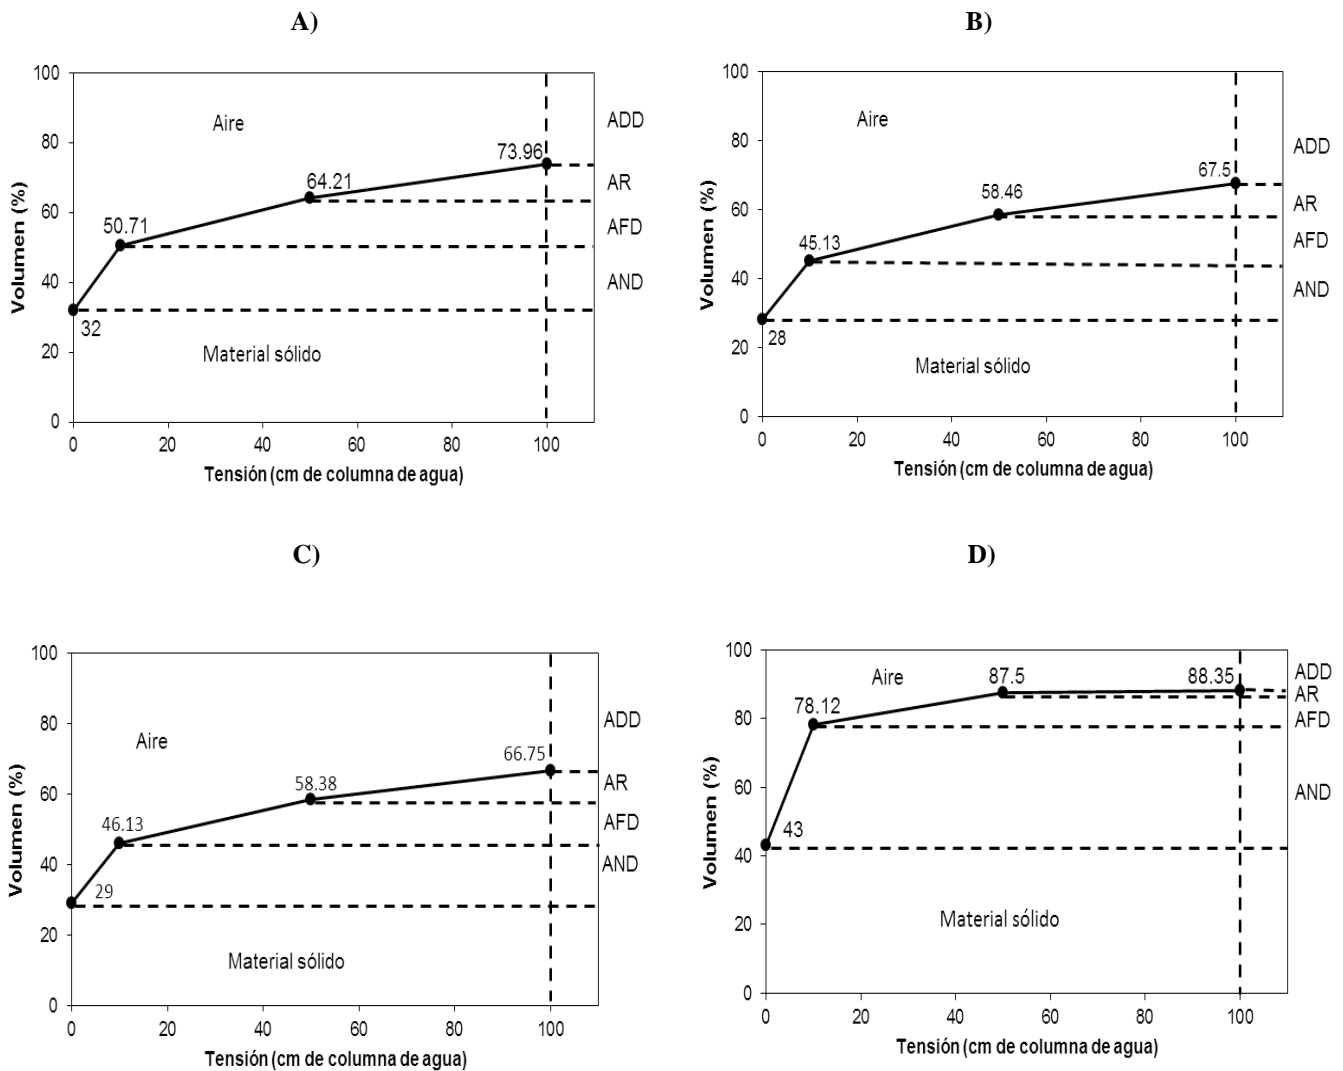 A)
100
80
60
40
20
0
Volumen (%)
Aire
32
50.71
64.21
73.96
Material sólido
ADD
AR
AFD
AND
0 20 40 60 80 100
Tensión (cm de columna de agua)
B)
100
80
60
40
20
0
Volumen (%)
Aire
28
45.13
58.46
67.5
Material sólido
ADD
AR
AFD
AND
0 20 40 60 80 100
Tensión (cm de columna de agua)
C)
100
80
60
40
20
0
Volumen (%)
Aire
29
46.13
58.38
66.75
Material sólido
ADD
AR
AFD
AND
0 20 40 60 80 100
Tensión (cm de columna de agua)
D)
100
80
60
40
20
0
Volumen (%)
Aire
43
78.12
87.5
88.35
Material sólido
ADD
AR
AFD
AND
0 20 40 60 80 100
Tensión (cm de columna de agua)